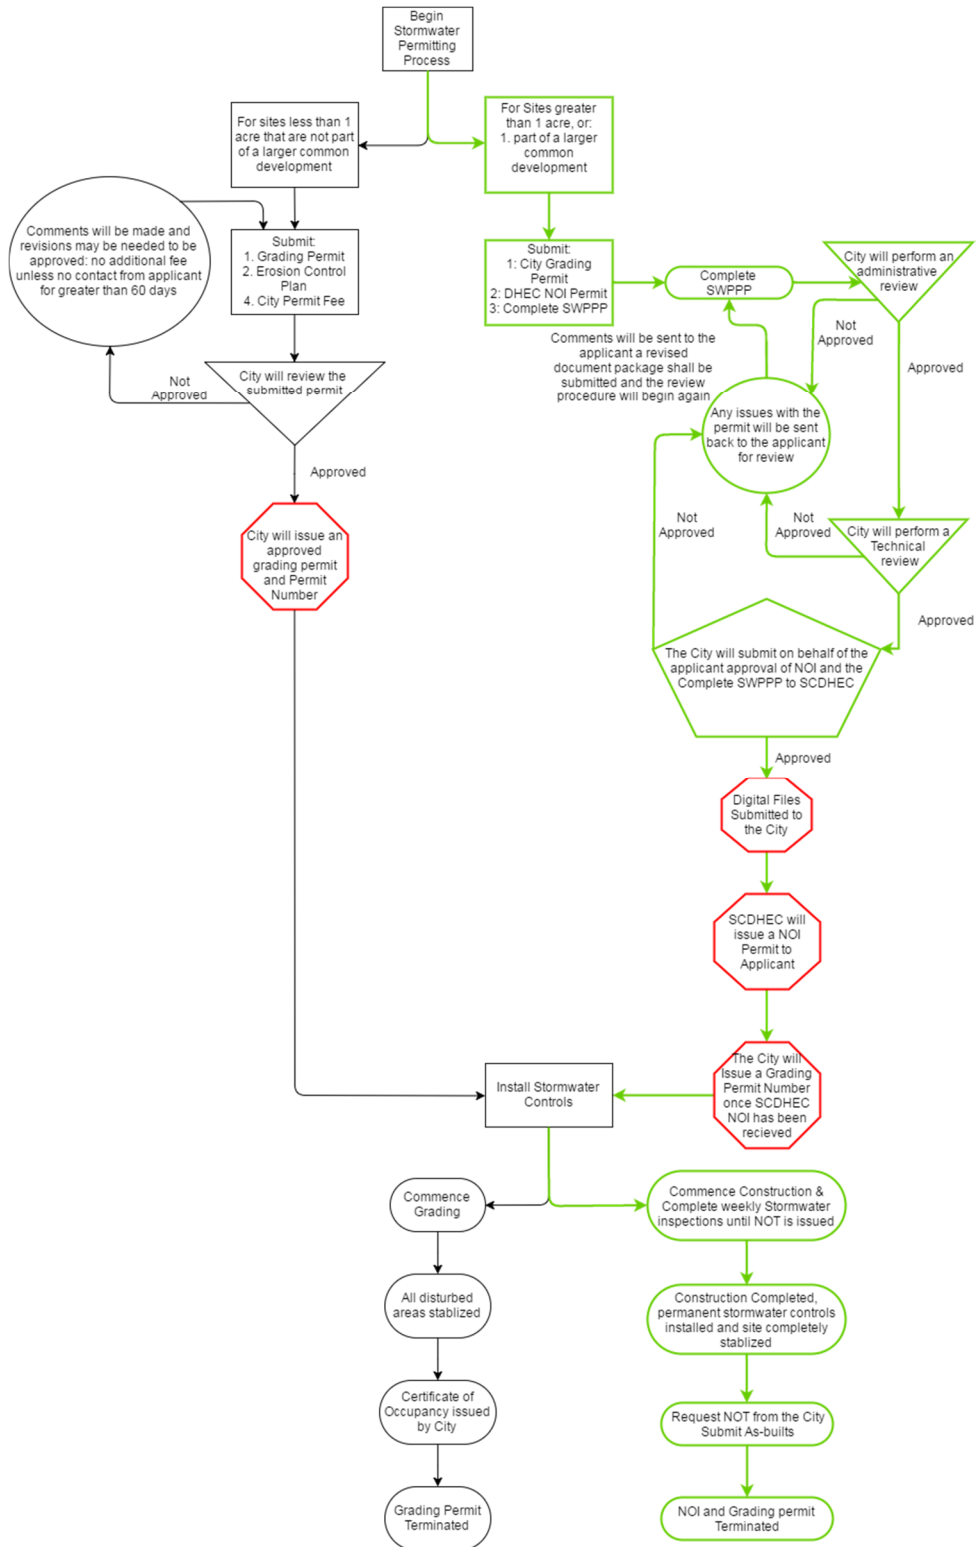 Begin
Stormwater
Permitting
Process
For sites less than 1
acre that are not part
of a larger common
development
For Sites greater
than 1 acre, or:
1. part of a larger
common
development
Comments will be made and
revisions may be needed to be
approved: no additional fee
unless no contact from applicant
for greater than 60 days
Submit:
1. Grading Permit
2. Erosion Control
Plan
4. City Permit Fee
Submit:
1: City Grading
Permit
2: DHEC NOI Permit
3: Complete SWPPP
Complete
SWPPP
City will perform an
administrative
review
Not
Approved
Approved
Comments will be sent to the
applicant a revised
document package shall be
submitted and the review
procedure will begin again
City will review the
submitted permit
Not
Approved
Approved
Any issues with the
permit will be sent
back to the applicant
for review
Not
Approved
Not
Approved
City will perform a
Technical
review
Approved
City will issue an
approved
grading permit
and Permit
Number
The City will submit on behalf of the
applicant approval of NOI and the
Complete SWPPP to SCDHEC
Approved
Digital Files
Submitted to
the City
SCDHEC will
issue a NOI
Permit to
Applicant
The City will
Issue a Grading
Permit Number
once SCDHEC
NOI has been
recieved
Install Stormwater
Controls
Commence
Grading
Commence Construction &
Complete weekly Stormwater
inspections until NOT is issued
All disturbed
areas stablized
Construction Completed,
permanent stormwater controls
installed and site completely
stablized
Certificate of
Occupancy issued
by City
Request NOT from the City
Submit As-builts
Grading Permit
Terminated
NOI and Grading permit
Terminated